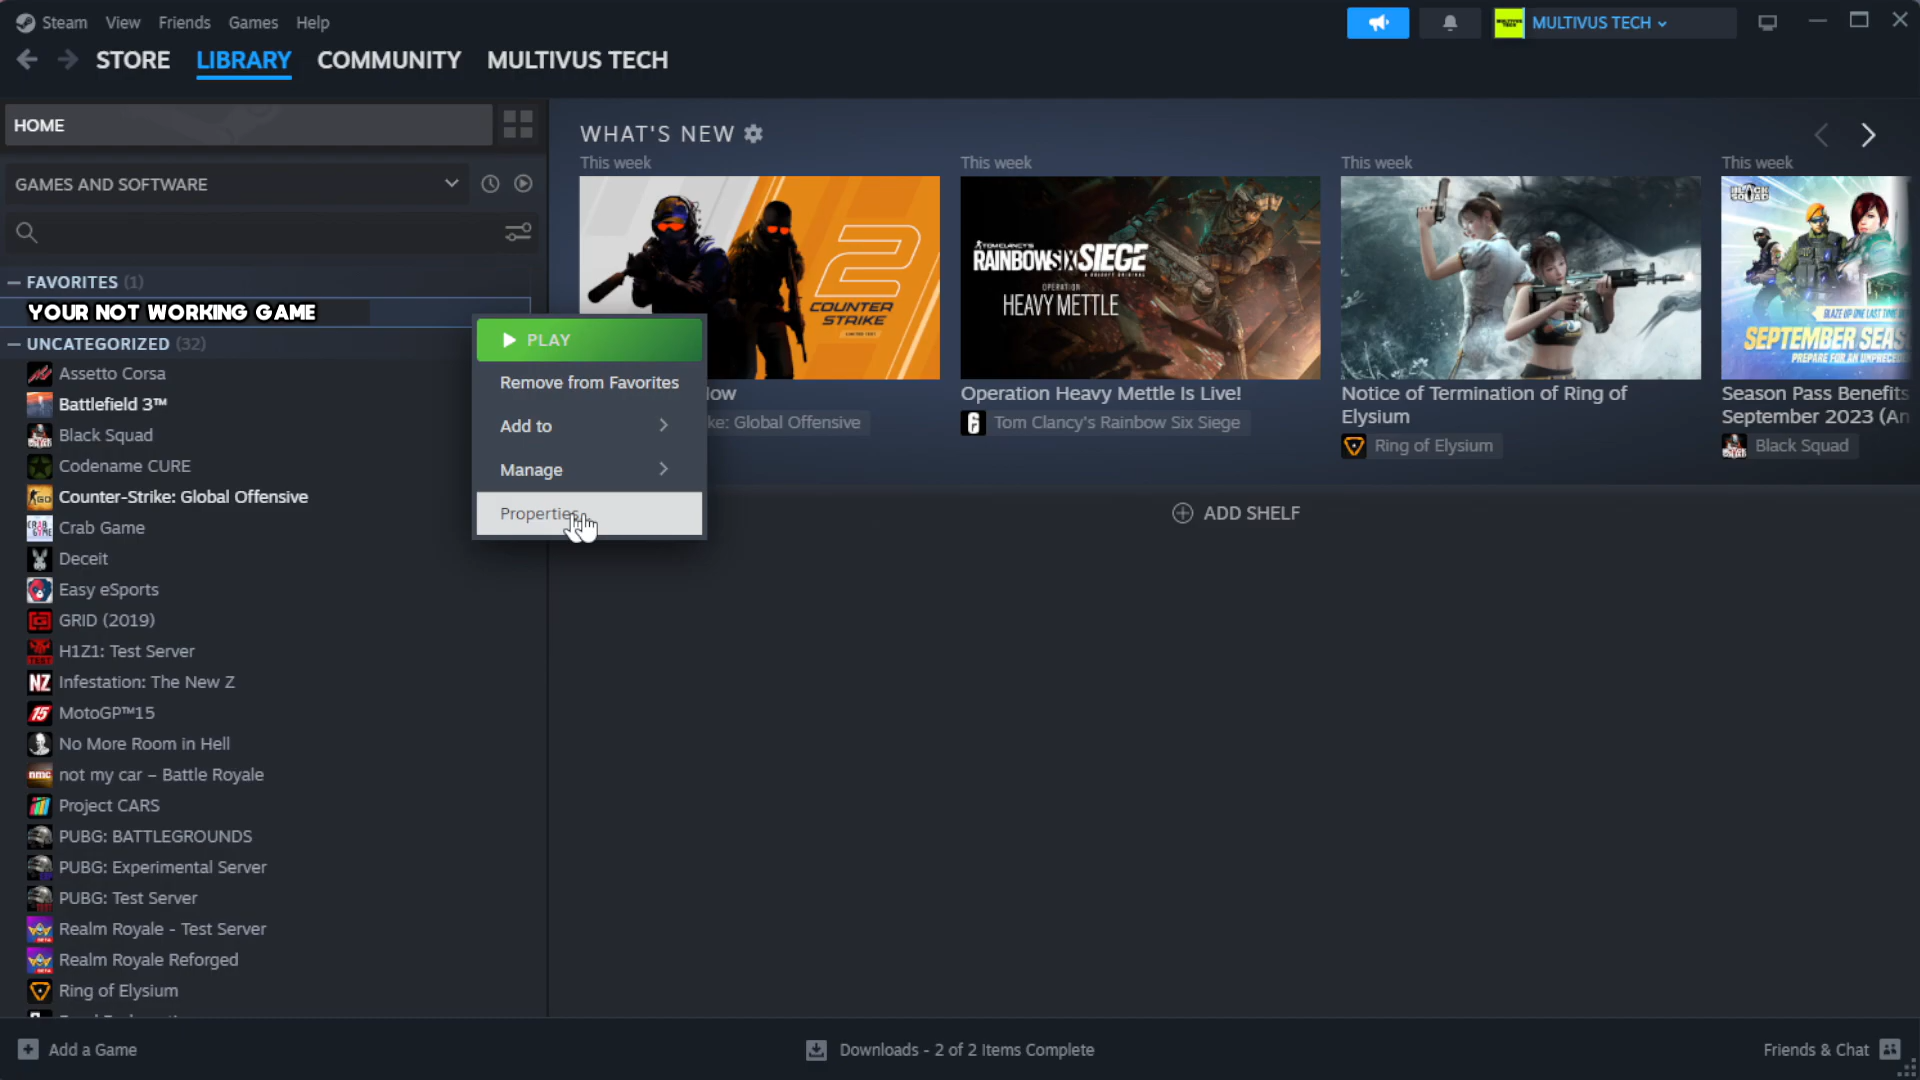 Steam View Friends Games Help
MULTIVUS TECH
STORE LIBRARY COMMUNITY MULTIVUS TECH
HOME
GAMES AND SOFTWARE
FAVORITES (1)
YOUR NOT WORKING GAME
UNCATEGORIZED (32)
Assetto Corsa
Battlefield 3™
Black Squad
Codename CURE
Counter-Strike: Global Offensive
Crab Game
Deceit
Easy eSports
GRID (2019)
H1Z1: Test Server
Infestation: The New Z
MotoGP™15
No More Room in Hell
not my car – Battle Royale
Project CARS
PUBG: BATTLEGROUNDS
PUBG: Experimental Server
PUBG: Test Server
Realm Royale - Test Server
Realm Royale Reforged
Ring of Elysium
PLAY
Remove from Favorites
Add to
Manage
Properties
WHAT'S NEW
This week
2
COUNTER
STRIKE
ke: Global Offensive
This week
TOM CLANCY'S
RAINBOW SIX SIEGE
OPERATION
HEAVY METTLE
Operation Heavy Mettle Is Live!
Tom Clancy's Rainbow Six Siege
This week
Notice of Termination of Ring of
Elysium
Ring of Elysium
This week
BLACK
SQUAD
BLAZE UP ONE LAST TIME
SEPTEMBER SEAS
PREPARE FOR AN UNPRECED
Season Pass Benefits
September 2023 (An
Black Squad
ADD SHELF
Add a Game
Downloads - 2 of 2 Items Complete
Friends & Chat